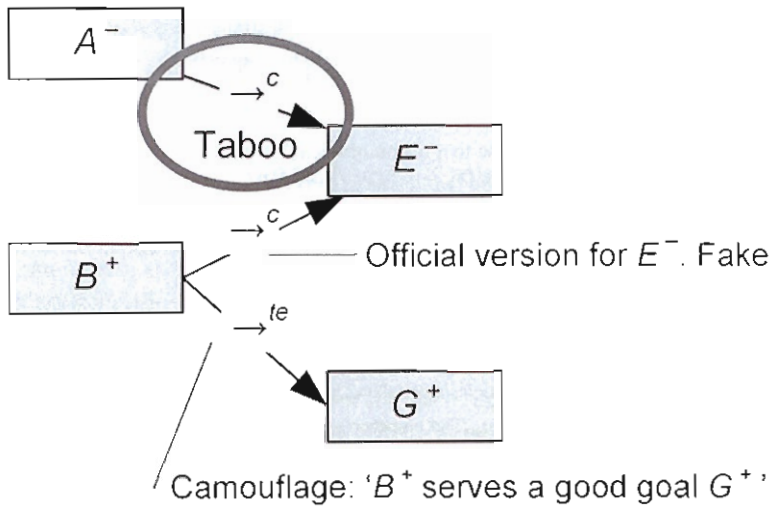 A⁻
→ᶜ
Taboo
E⁻
→ᶜ
Official version for E⁻. Fake
B⁺
→ᵗᵉ
G⁺
Camouflage: ‘B⁺ serves a good goal G⁺’